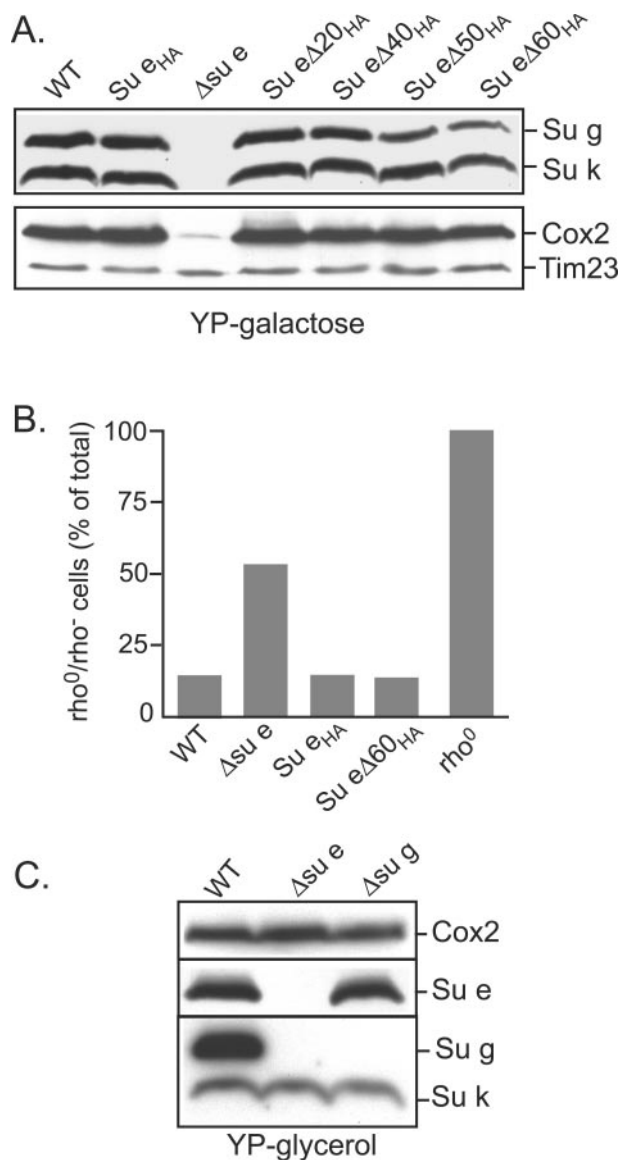 A.
WT Su eHA Δsu e Su eΔ20HA Su eΔ40HA Su eΔ50HA Su eΔ60HA
Su g
Su k
Cox2
Tim23
YP-galactose
B.
rho⁰/rho⁻ cells (% of total)
100
75
50
25
0
WT Δsu e Su eHA Su eΔ60HA rho⁰
C.
WT Δsu e Δsu g
Cox2
Su e
Su g
Su k
YP-glycerol